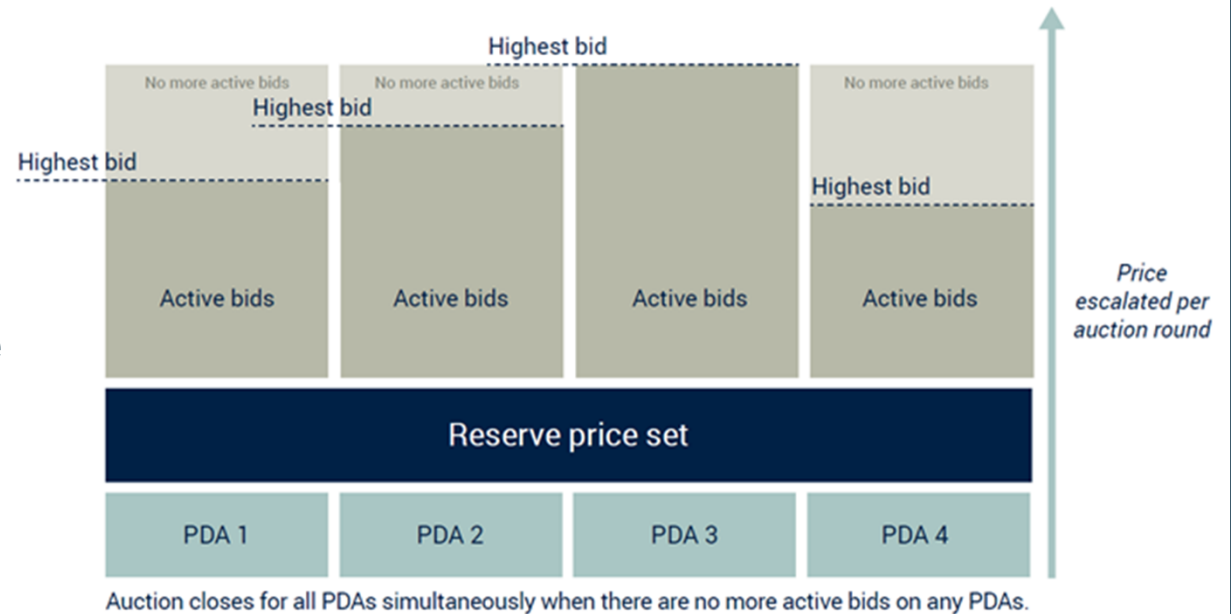 Highest bid
No more active bids
No more active bids
No more active bids
Highest bid
Highest bid
Highest bid
Active bids
Active bids
Active bids
Active bids
Price
escalated per
auction round
Reserve price set
PDA 1
PDA 2
PDA 3
PDA 4
Auction closes for all PDAs simultaneously when there are no more active bids on any PDAs.